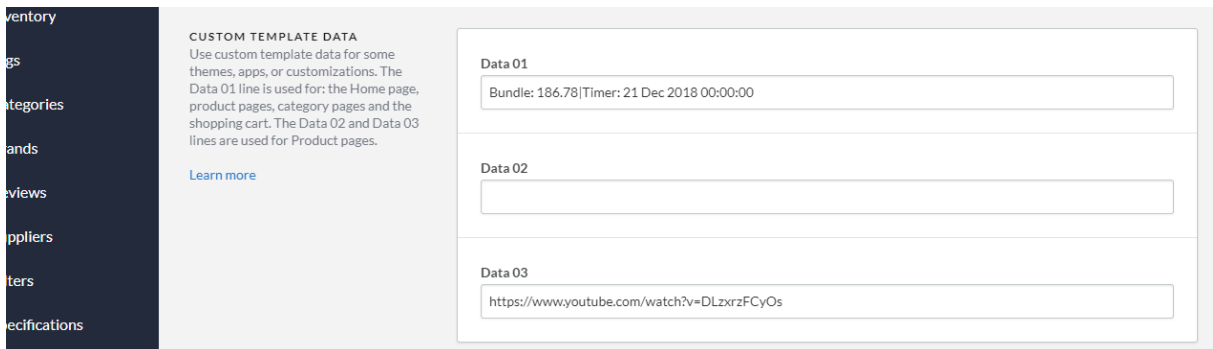 ventory
CUSTOM TEMPLATE DATA
Use custom template data for some
themes, apps, or customizations. The
Data 01 line is used for: the Home page,
product pages, category pages and the
shopping cart. The Data 02 and Data 03
lines are used for Product pages.
Learn more
gs
ategories
rands
eviews
uppliers
lters
ecifications
Data 01
Bundle: 186.78|Timer: 21 Dec 2018 00:00:00
Data 02
Data 03
https://www.youtube.com/watch?v=DLzxrzFCyOs